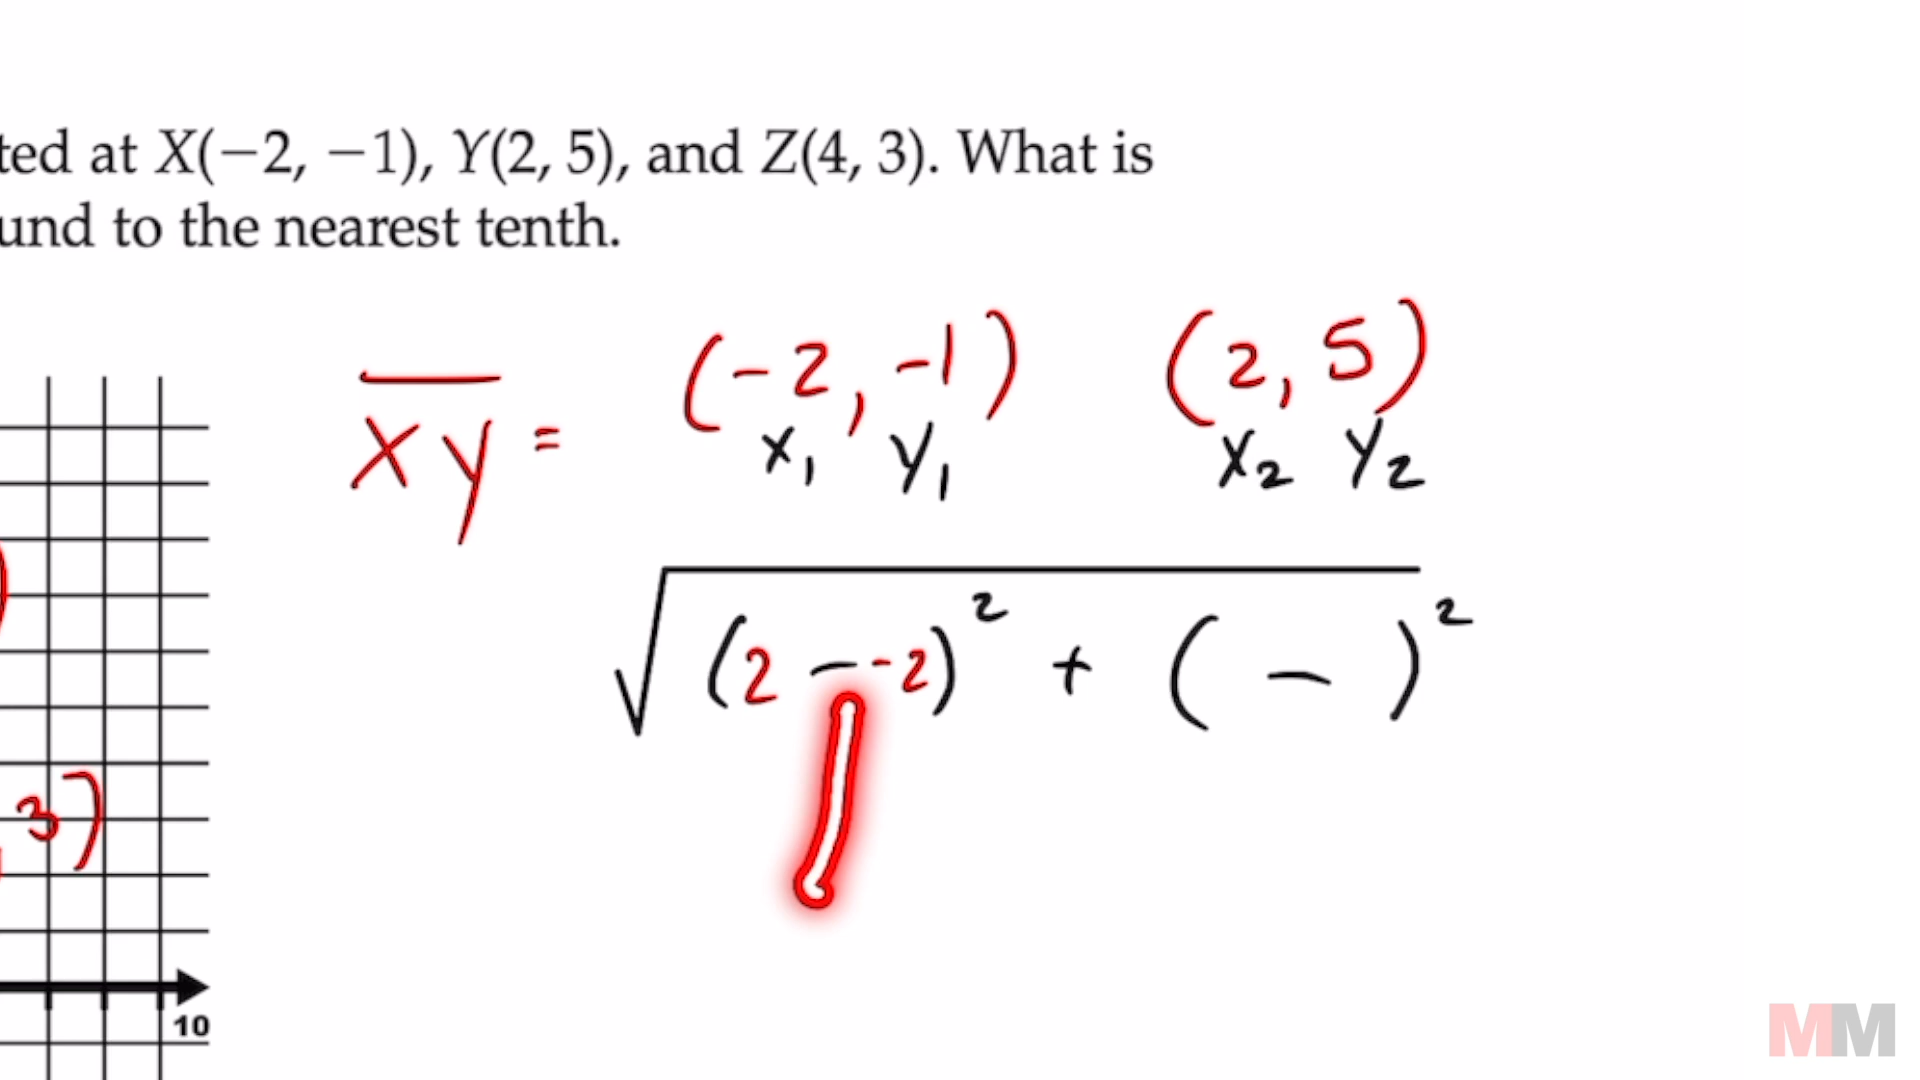 ted at X(−2, −1), Y(2, 5), and Z(4, 3). What is
und to the nearest tenth.
XY = (-2, -1) (2, 5)
x₁ y₁ x₂ y₂
√(2 - -2)² + ( - )²
, 3)
10
MM